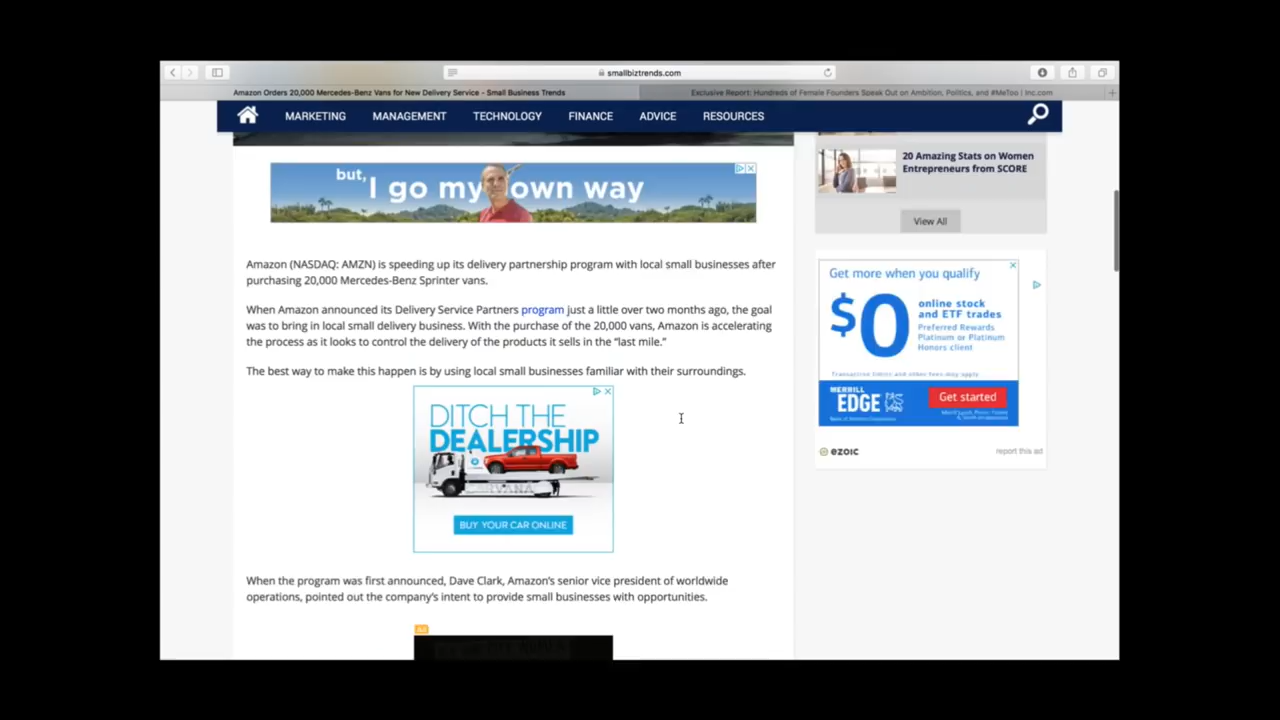 smallbiztrends.com
Amazon Orders 20,000 Mercedes-Benz Vans for New Delivery Service - Small Business Trends
Exclusive Report: Hundreds of Female Founders Speak Out on Ambition, Politics, and #MeToo | Inc.com
MARKETING MANAGEMENT TECHNOLOGY FINANCE ADVICE RESOURCES
but,
I go my own way
Amazon (NASDAQ: AMZN) is speeding up its delivery partnership program with local small businesses after
purchasing 20,000 Mercedes-Benz Sprinter vans.
When Amazon announced its Delivery Service Partners program just a little over two months ago, the goal
was to bring in local small delivery business. With the purchase of the 20,000 vans, Amazon is accelerating
the process as it looks to control the delivery of the products it sells in the “last mile.”
The best way to make this happen is by using local small businesses familiar with their surroundings.
DITCH THE
DEALERSHIP
CARVANA
BUY YOUR CAR ONLINE
When the program was first announced, Dave Clark, Amazon’s senior vice president of worldwide
operations, pointed out the company’s intent to provide small businesses with opportunities.
Ad
20 Amazing Stats on Women
Entrepreneurs from SCORE
View All
Get more when you qualify
$0
online stock
and ETF trades
Preferred Rewards
Platinum or Platinum
Honors client
Transaction limits and other fees may apply
MERRILL
EDGE
Get started
ezoic
report this ad